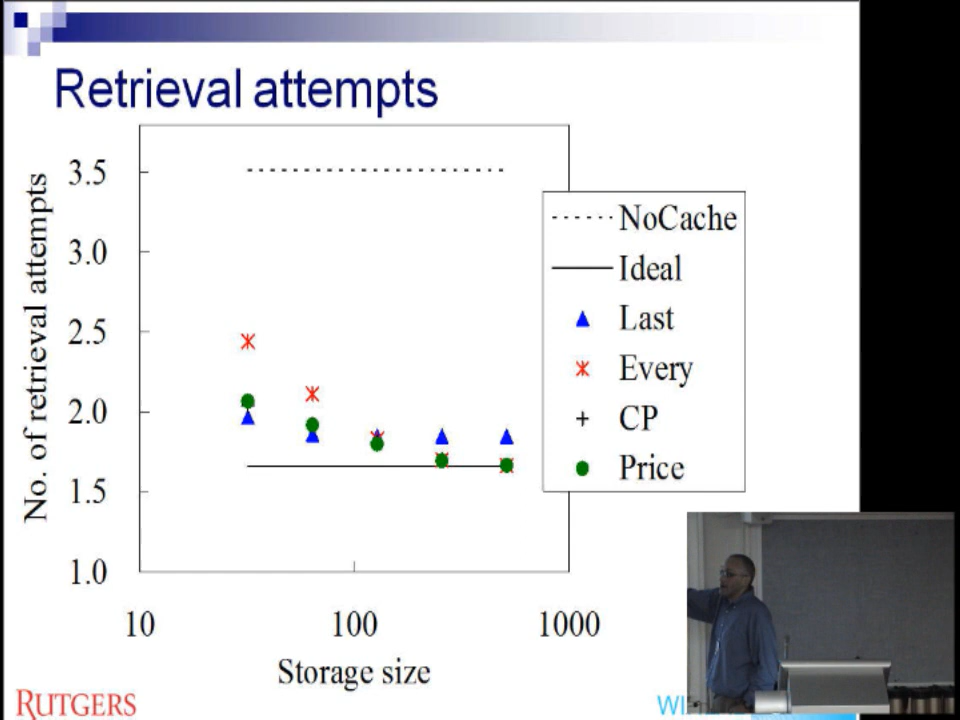 Retrieval attempts
No. of retrieval attempts
3.5
3.0
2.5
2.0
1.5
1.0
10
100
1000
Storage size
NoCache
Ideal
Last
Every
CP
Price
RUTGERS